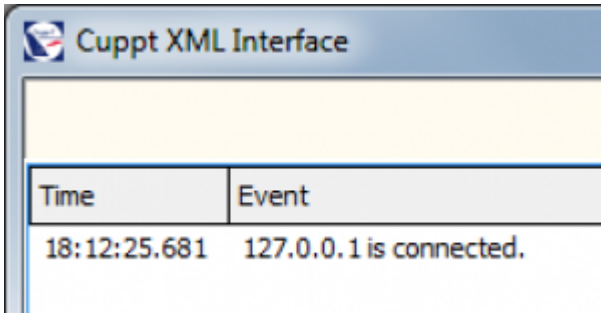 Cuppt XML Interface
Time Event
18:12:25.681 127.0.0.1 is connected.